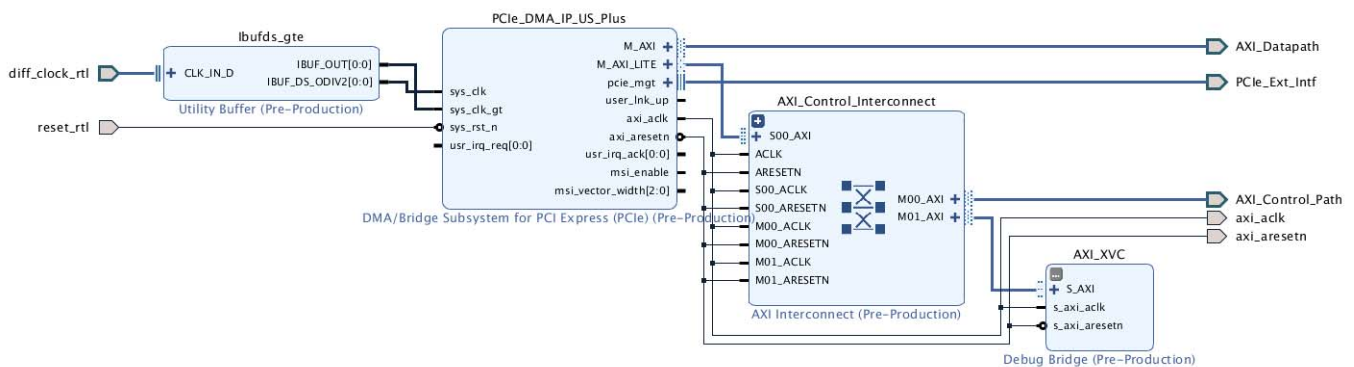 diff_clock_rtl
reset_rtl
Ibufds_gte
CLK_IN_D
IBUF_OUT[0:0]
IBUF_DS_ODIV2[0:0]
Utility Buffer (Pre-Production)
PCIe_DMA_IP_US_Plus
sys_clk
sys_clk_gt
sys_rst_n
usr_irq_req[0:0]
M_AXI
M_AXI_LITE
pcie_mgt
user_lnk_up
axi_aclk
axi_aresetn
usr_irq_ack[0:0]
msi_enable
msi_vector_width[2:0]
DMA/Bridge Subsystem for PCI Express (PCIe) (Pre-Production)
AXI_Control_Interconnect
S00_AXI
ACLK
ARESETN
S00_ACLK
S00_ARESETN
M00_ACLK
M00_ARESETN
M01_ACLK
M01_ARESETN
M00_AXI
M01_AXI
AXI Interconnect (Pre-Production)
AXI_XVC
S_AXI
s_axi_aclk
s_axi_aresetn
Debug Bridge (Pre-Production)
AXI_Datapath
PCIe_Ext_Intf
AXI_Control_Path
axi_aclk
axi_aresetn